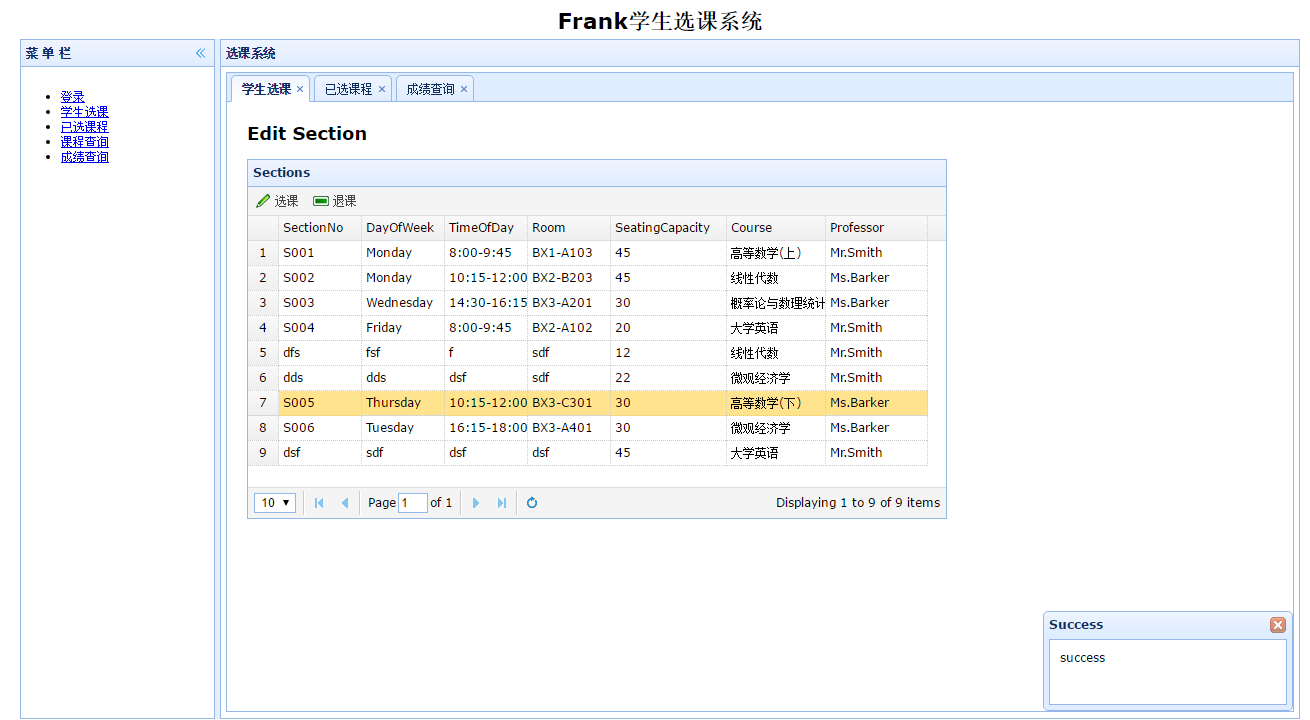 Frank学生选课系统
菜 单 栏
登录
学生选课
已选课程
课程查询
成绩查询
选课系统
学生选课 已选课程 成绩查询
Edit Section
Sections
选课 退课
SectionNo DayOfWeek TimeOfDay Room SeatingCapacity Course Professor
1 S001 Monday 8:00-9:45 BX1-A103 45 高等数学(上) Mr.Smith
2 S002 Monday 10:15-12:00 BX2-B203 45 线性代数 Ms.Barker
3 S003 Wednesday 14:30-16:15 BX3-A201 30 概率论与数理统计 Ms.Barker
4 S004 Friday 8:00-9:45 BX2-A102 20 大学英语 Mr.Smith
5 dfs fsf f sdf 12 线性代数 Mr.Smith
6 dds dds dsf sdf 22 微观经济学 Mr.Smith
7 S005 Thursday 10:15-12:00 BX3-C301 30 高等数学(下) Ms.Barker
8 S006 Tuesday 16:15-18:00 BX3-A401 30 微观经济学 Ms.Barker
9 dsf sdf dsf dsf 45 大学英语 Mr.Smith
10 Page 1 of 1 Displaying 1 to 9 of 9 items
Success
success